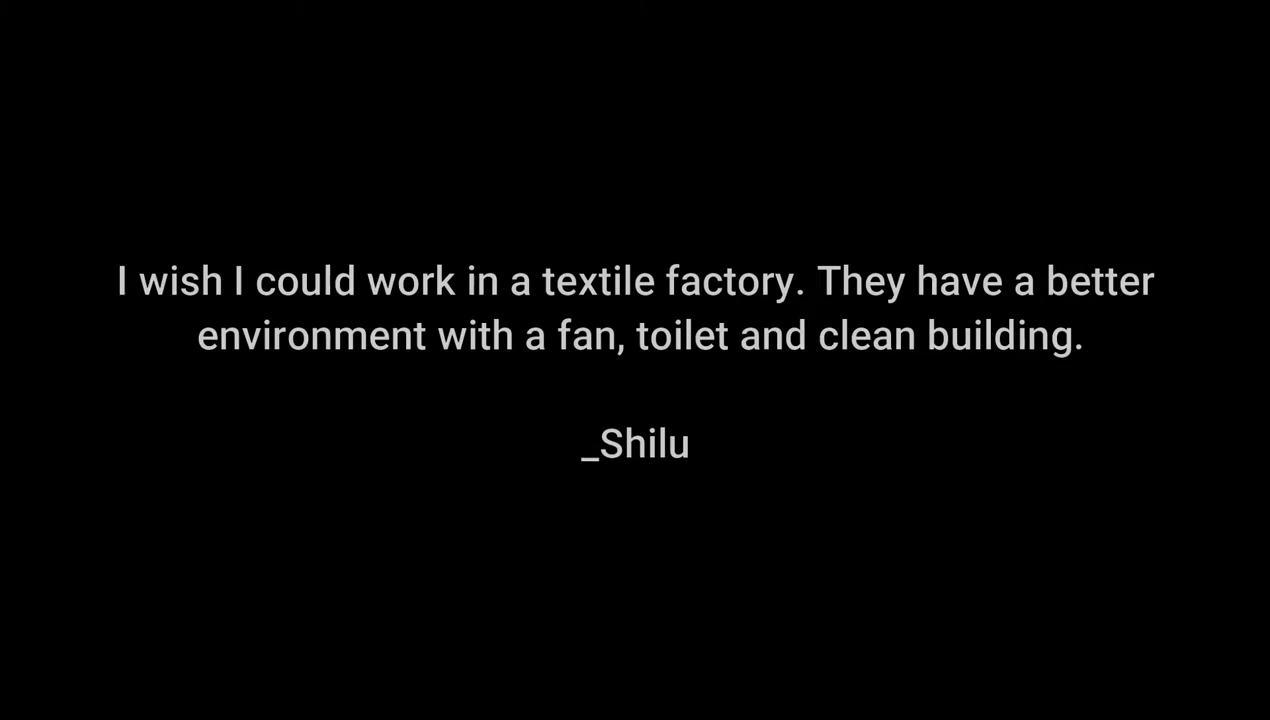 I wish I could work in a textile factory. They have a better
environment with a fan, toilet and clean building.
_Shilu